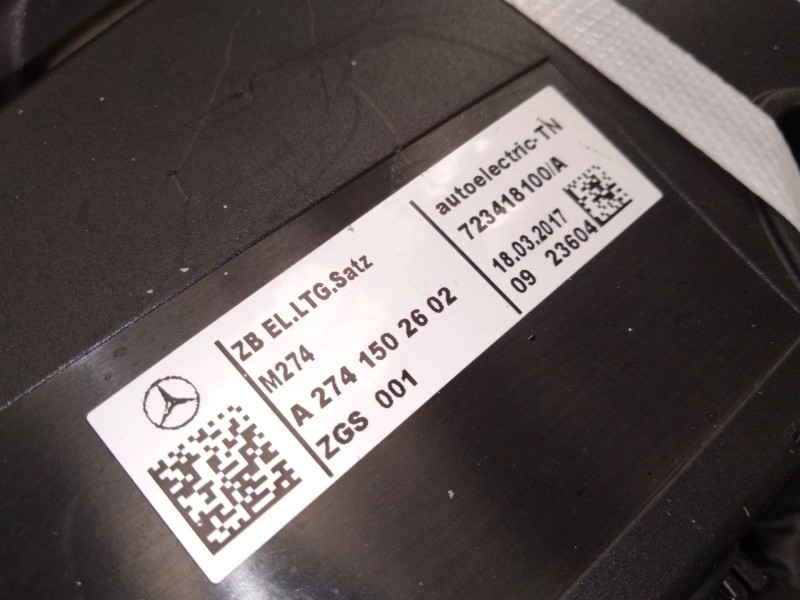 ZB EL.LTG.Satz
M274
A 274 150 26 02
ZGS 001
autoelectric-TN
723418100/A
18.03.2017
09 23604